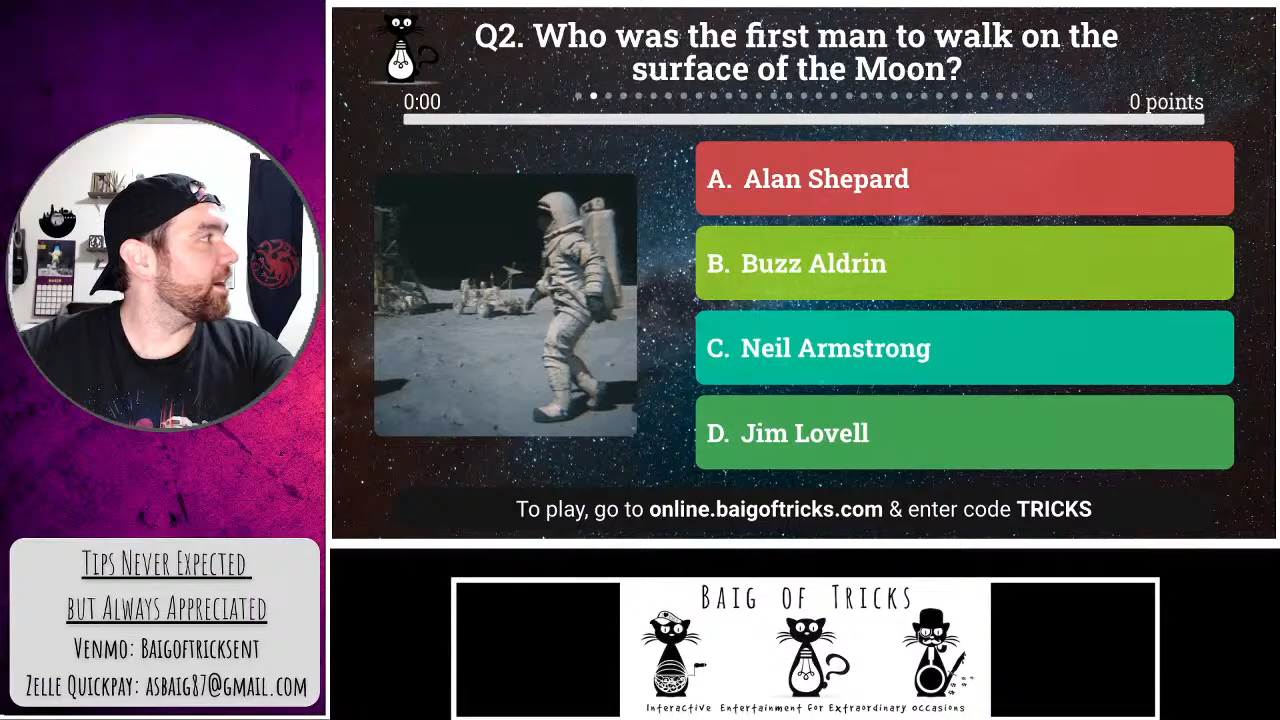 Q2. Who was the first man to walk on the
surface of the Moon?
0:00
0 points
A. Alan Shepard
B. Buzz Aldrin
C. Neil Armstrong
D. Jim Lovell
To play, go to online.baigoftricks.com & enter code TRICKS
Tips Never Expected
but Always Appreciated
Venmo: Baigoftricksent
Zelle Quickpay: asbaig87@gmail.com
Baig of Tricks
Interactive Entertainment for Extraordinary Occasions